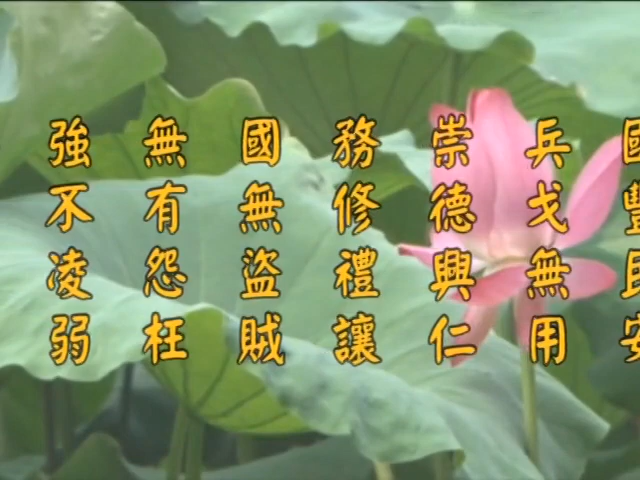 國豐民安
兵戈無用
崇德興仁
務修禮讓
國無盜賊
無有怨枉
強不凌弱